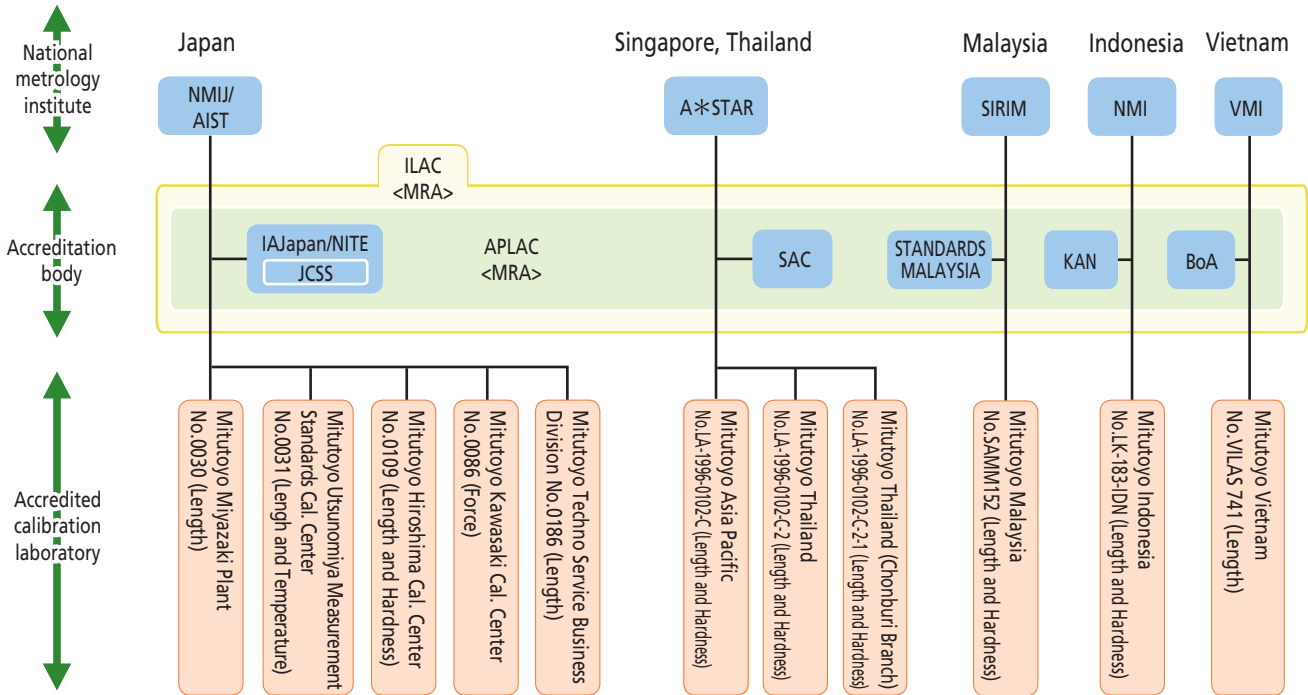 National
metrology
institute
Japan
Singapore, Thailand
Malaysia
Indonesia
Vietnam
NMIJ/
AIST
A＊STAR
SIRIM
NMI
VMI
ILAC
<MRA>
Accreditation
body
IAJapan/NITE
JCSS
APLAC
<MRA>
SAC
STANDARDS
MALAYSIA
KAN
BoA
Accredited
calibration
laboratory
Mitutoyo Miyazaki Plant
No.0030 (Length)
Mitutoyo Utsunomiya Measurement
Standards Cal. Center
No.0031 (Lengh and Temperature)
Mitutoyo Hiroshima Cal. Center
No.0109 (Length and Hardness)
Mitutoyo Kawasaki Cal. Center
No.0086 (Force)
Mitutoyo Techno Service Business
Division No.0186 (Length)
Mitutoyo Asia Pacific
No.LA-1996-0102-C (Length and Hardness)
Mitutoyo Thailand
No.LA-1996-0102-C-2 (Length and Hardness)
Mitutoyo Thailand (Chonburi Branch)
No.LA-1996-0102-C-2-1 (Length and Hardness)
Mitutoyo Malaysia
No.SAMM152 (Length and Hardness)
Mitutoyo Indonesia
No.LK-183-IDN (Length and Hardness)
Mitutoyo Vietnam
No.VILAS 741 (Length)